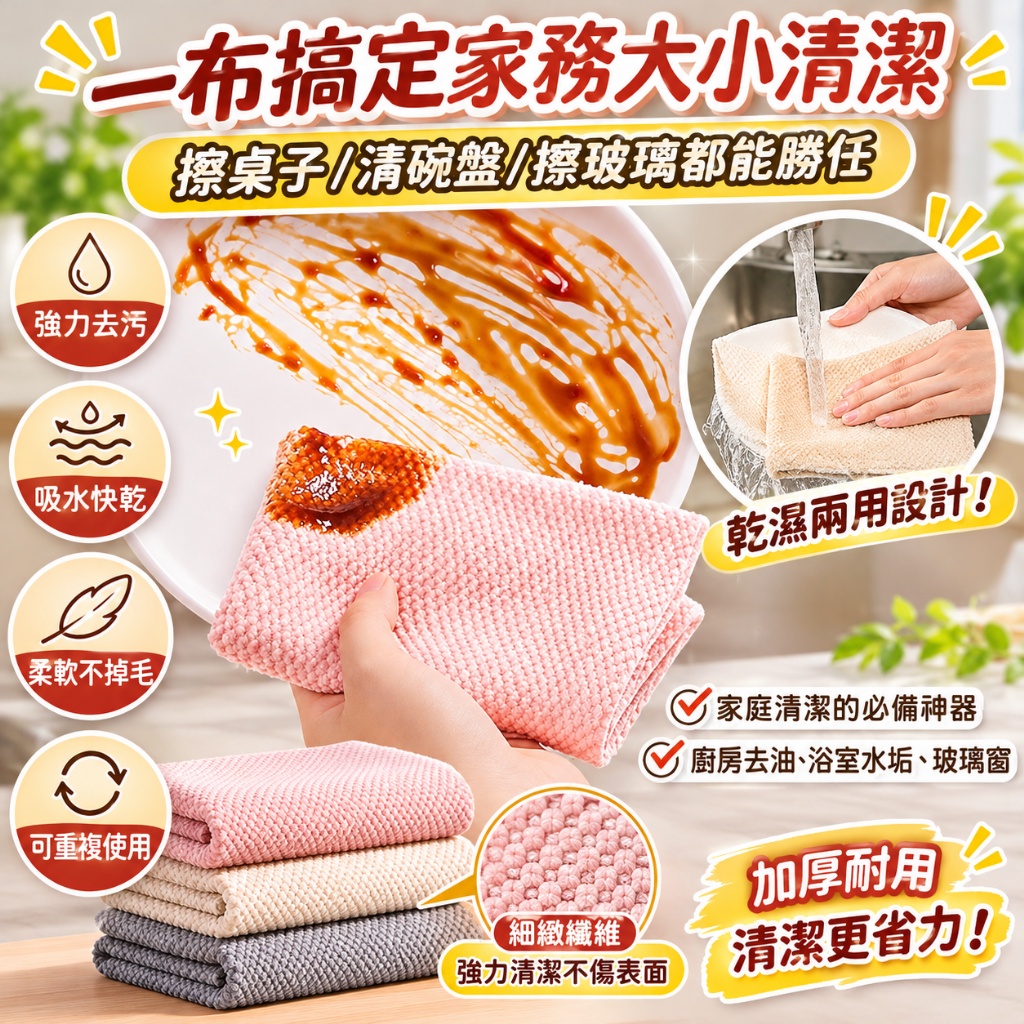 一布搞定家務大小清潔
擦桌子/清碗盤/擦玻璃都能勝任
強力去污
吸水快乾
柔軟不掉毛
可重複使用
乾濕兩用設計！
家庭清潔的必備神器
廚房去油、浴室水垢、玻璃窗
細緻纖維
強力清潔不傷表面
加厚耐用
清潔更省力！